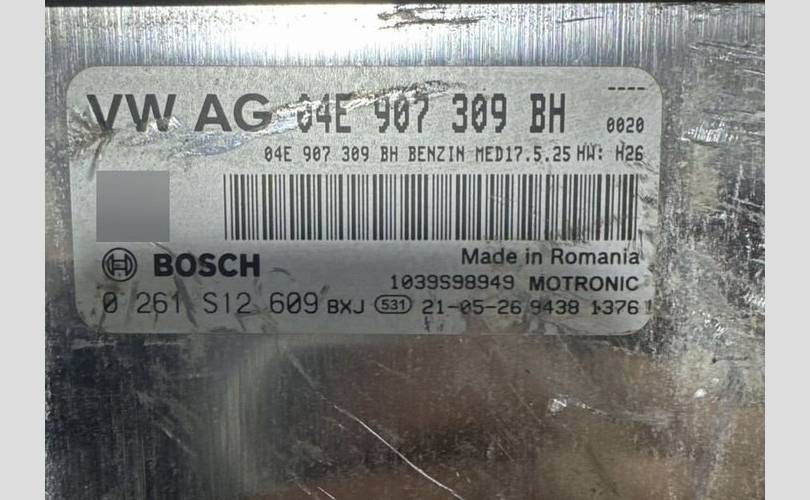 ----
VW AG 04E 907 309 BH 0020
04E 907 309 BH BENZIN MED17.5.25 HW: H26
BOSCH Made in Romania
1039S98949 MOTRONIC
0 261 S12 609 BXJ 531 21-05-26 9438 1376